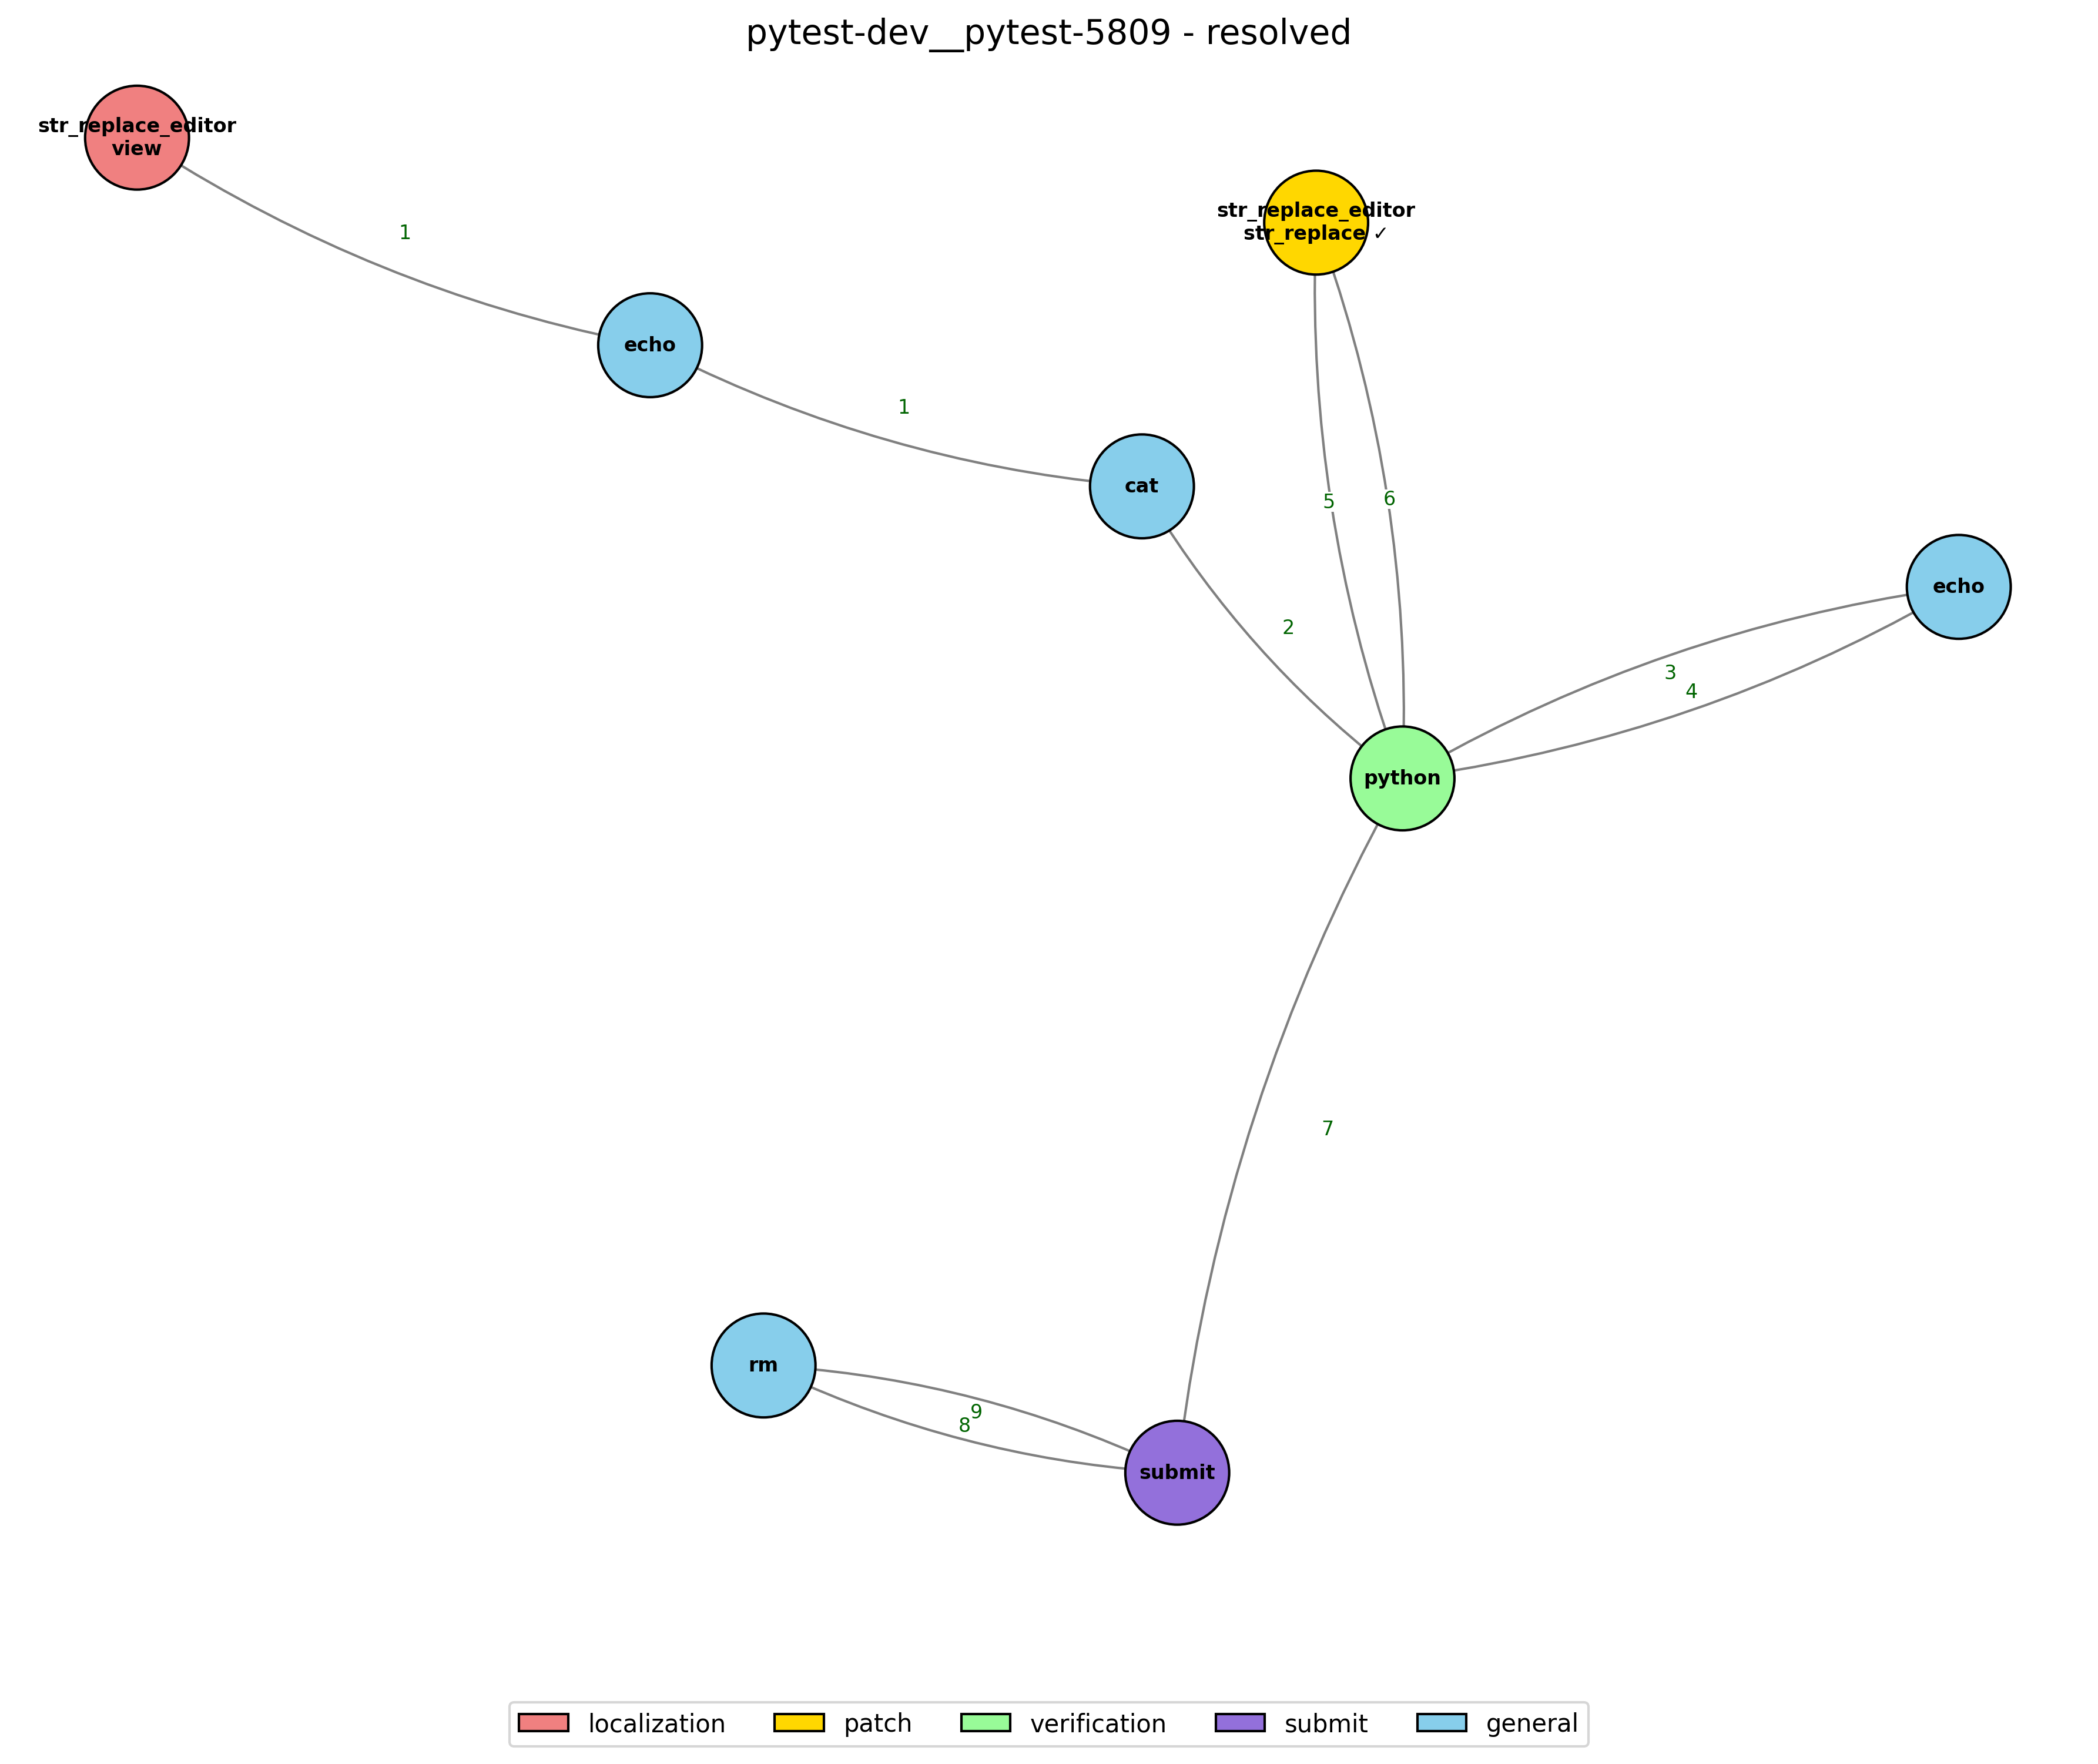 pytest-dev__pytest-5809 - resolved
str_replace_editor
view
1
echo
1
cat
str_replace_editor
str_replace ✓
5
6
2
echo
3
4
python
7
rm
9
8
submit
localization
patch
verification
submit
general